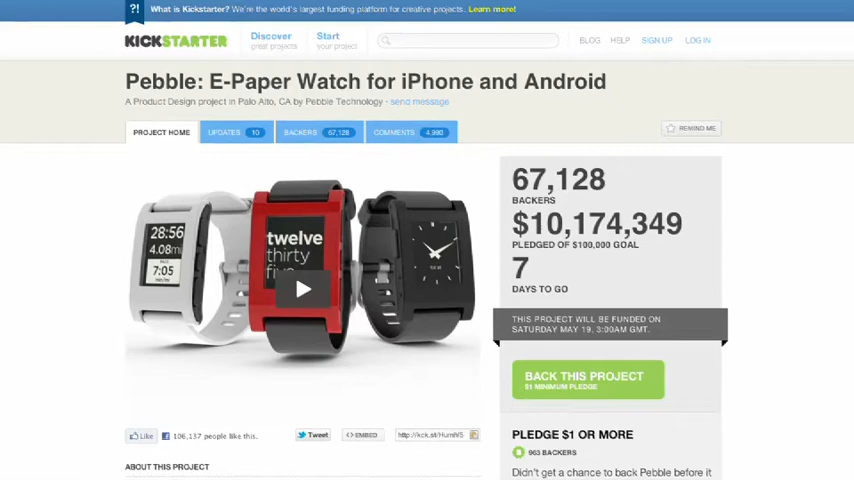 ?! What is Kickstarter? We're the world's largest funding platform for creative projects. Learn more!
KICKSTARTER
Discover
great projects
Start
your project
BLOG HELP SIGN UP LOG IN
Pebble: E-Paper Watch for iPhone and Android
A Product Design project in Palo Alto, CA by Pebble Technology · send message
PROJECT HOME UPDATES 10 BACKERS 67,128 COMMENTS 4,990 REMIND ME
28:56
4.08mi
7:05
twelve
thirty
five
67,128
BACKERS
$10,174,349
PLEDGED OF $100,000 GOAL
7
DAYS TO GO
THIS PROJECT WILL BE FUNDED ON
SATURDAY MAY 19, 3:00AM GMT.
BACK THIS PROJECT
$1 MINIMUM PLEDGE
Like 106,137 people like this. Tweet <>EMBED
PLEDGE $1 OR MORE
963 BACKERS
Didn't get a chance to back Pebble before it
ABOUT THIS PROJECT